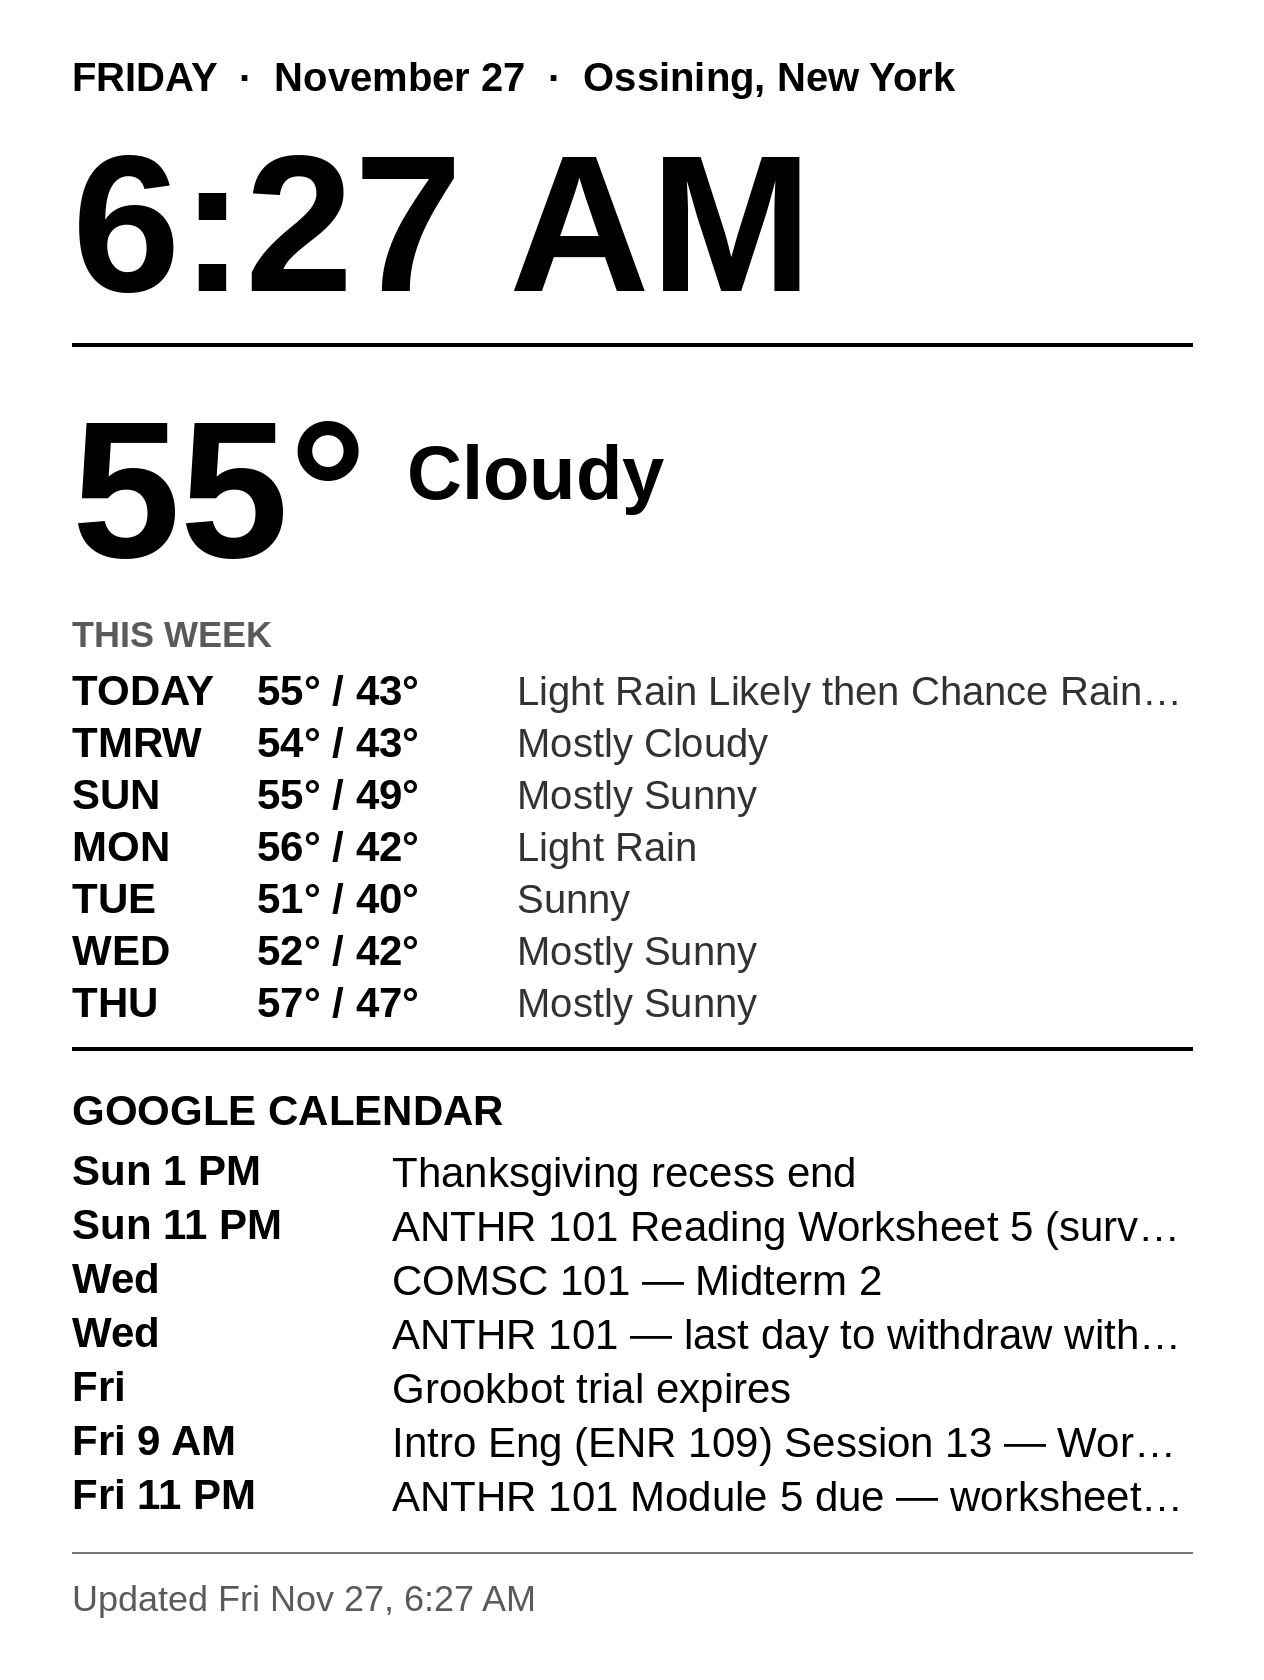 FRIDAY · November 27 · Ossining, New York
6:27 AM
55° Cloudy
THIS WEEK
TODAY 55° / 43° Light Rain Likely then Chance Rain…
TMRW 54° / 43° Mostly Cloudy
SUN 55° / 49° Mostly Sunny
MON 56° / 42° Light Rain
TUE 51° / 40° Sunny
WED 52° / 42° Mostly Sunny
THU 57° / 47° Mostly Sunny
GOOGLE CALENDAR
Sun 1 PM Thanksgiving recess end
Sun 11 PM ANTHR 101 Reading Worksheet 5 (surv…
Wed COMSC 101 — Midterm 2
Wed ANTHR 101 — last day to withdraw with…
Fri Grookbot trial expires
Fri 9 AM Intro Eng (ENR 109) Session 13 — Wor…
Fri 11 PM ANTHR 101 Module 5 due — worksheet…
Updated Fri Nov 27, 6:27 AM